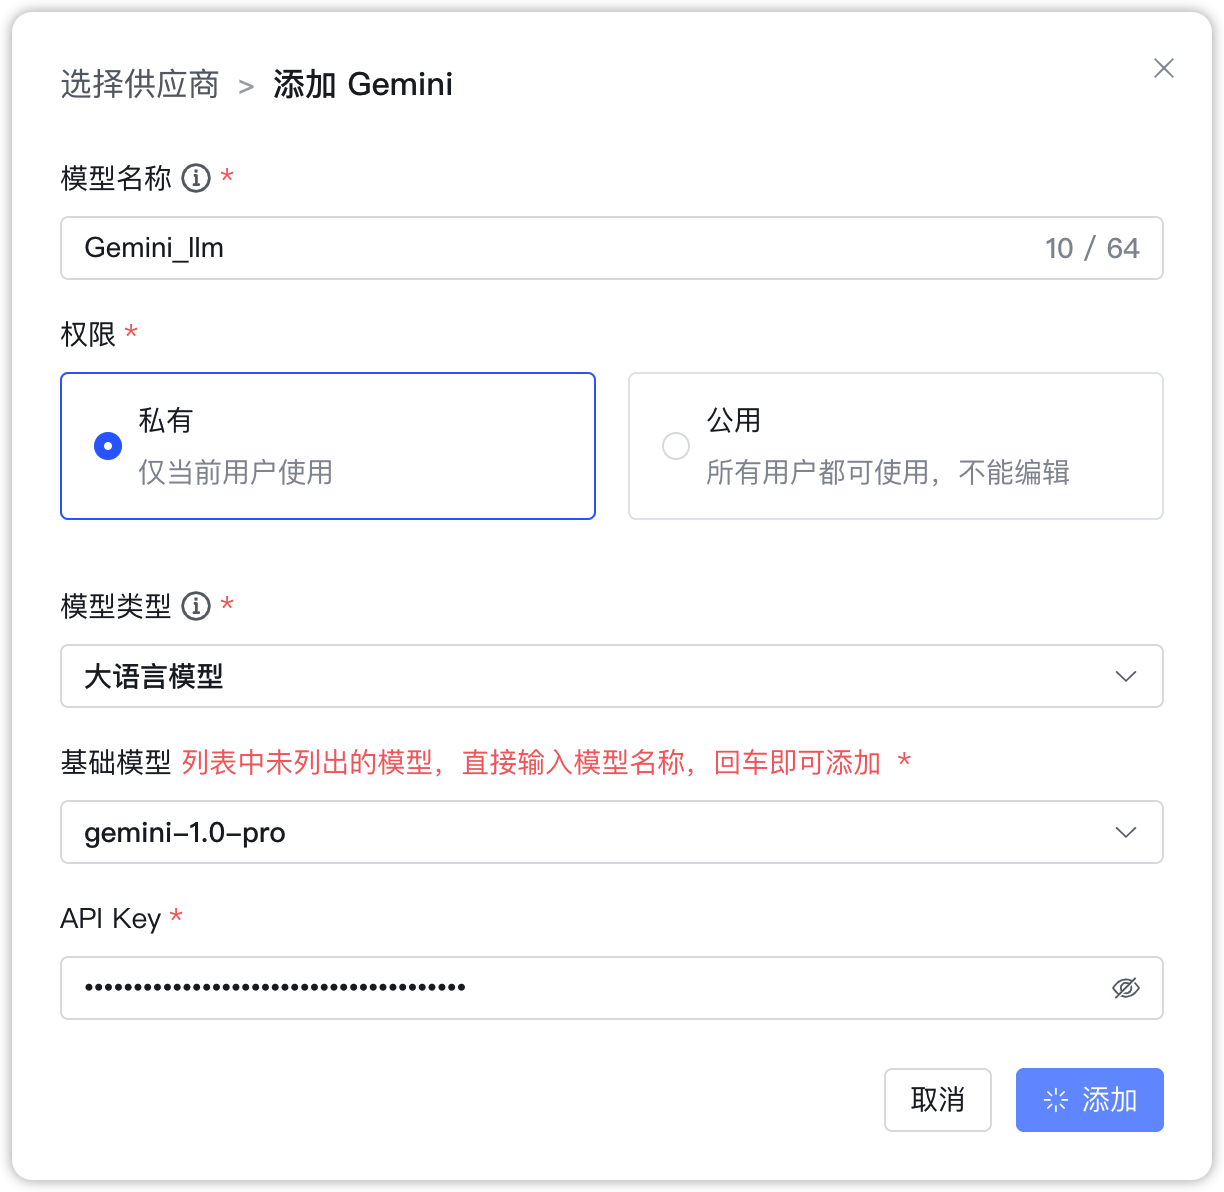 选择供应商 > 添加 Gemini
模型名称 *
Gemini_llm 10 / 64
权限 *
私有
仅当前用户使用
公用
所有用户都可使用，不能编辑
模型类型 *
大语言模型
基础模型 列表中未列出的模型，直接输入模型名称，回车即可添加 *
gemini-1.0-pro
API Key *
•••••••••••••••••••••••••••••••••••••••
取消 添加